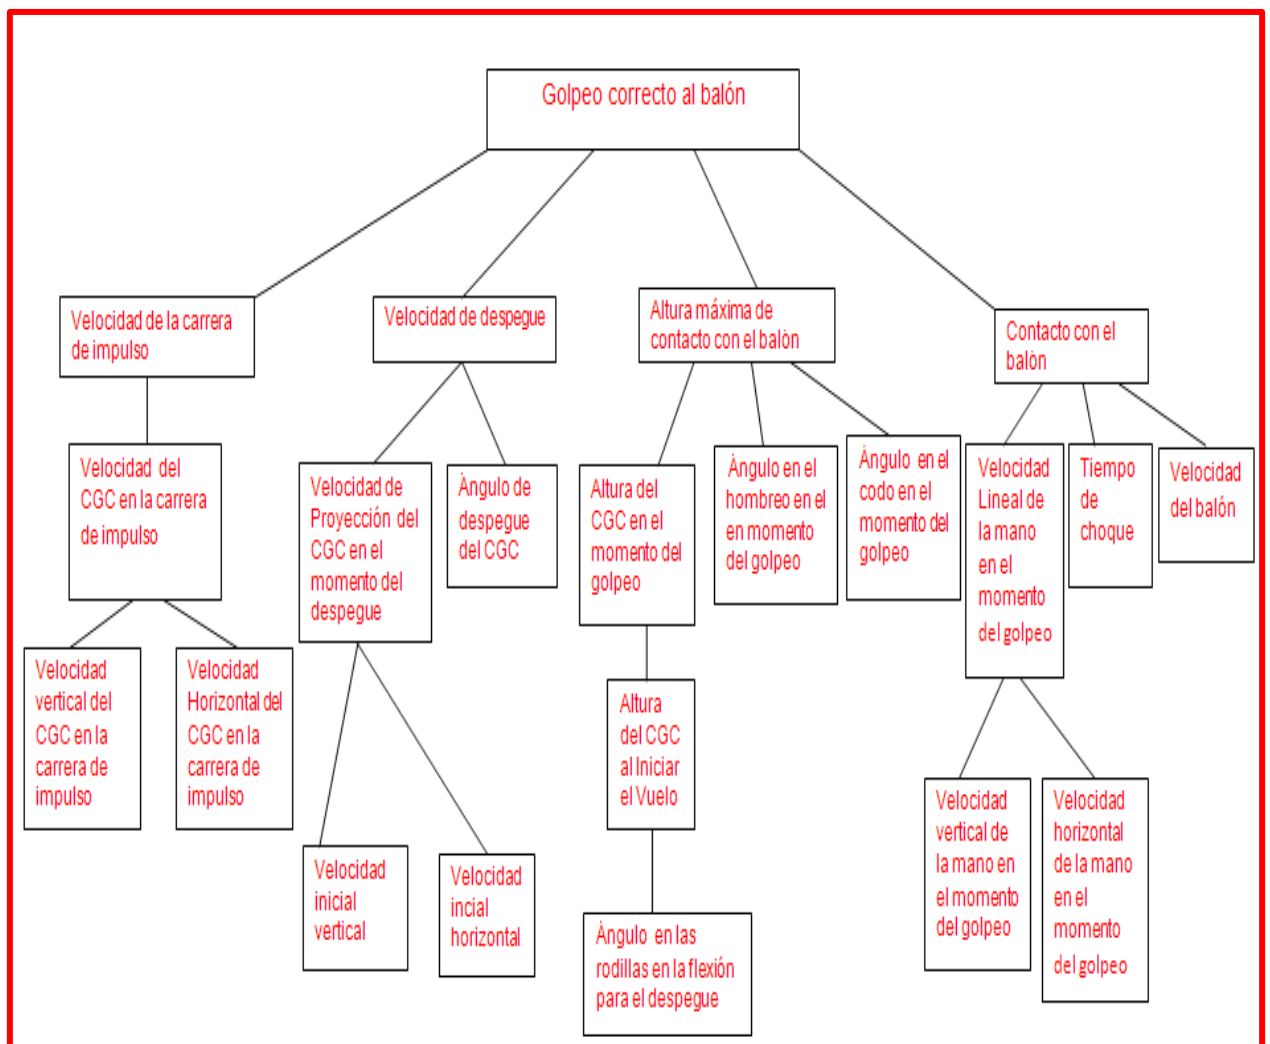 Golpeo correcto al balón
Velocidad de la carrera
de impulso
Velocidad de despegue
Altura máxima de
contacto con el balòn
Contacto con el
balòn
Velocidad del
CGC en la carrera
de impulso
Velocidad de
Proyección del
CGC en el
momento del
despegue
Àngulo de
despegue
del CGC
Altura del
CGC en el
momento del
golpeo
Àngulo en el
hombreo en el
en momento
del golpeo
Àngulo en el
codo en el
momento del
golpeo
Velocidad
Lineal de
la mano
en el
momento
del golpeo
Tiempo
de
choque
Velocidad
del balón
Velocidad
vertical del
CGC en la
carrera de
impulso
Velocidad
Horizontal del
CGC en la
carrera de
impulso
Altura
del CGC
al Iniciar
el Vuelo
Velocidad
inicial
vertical
Velocidad
incial
horizontal
Àngulo en las
rodillas en la flexión
para el despegue
Velocidad
vertical de
la mano en
el momento
del golpeo
Velocidad
horizontal
de la mano
en el
momento
del golpeo